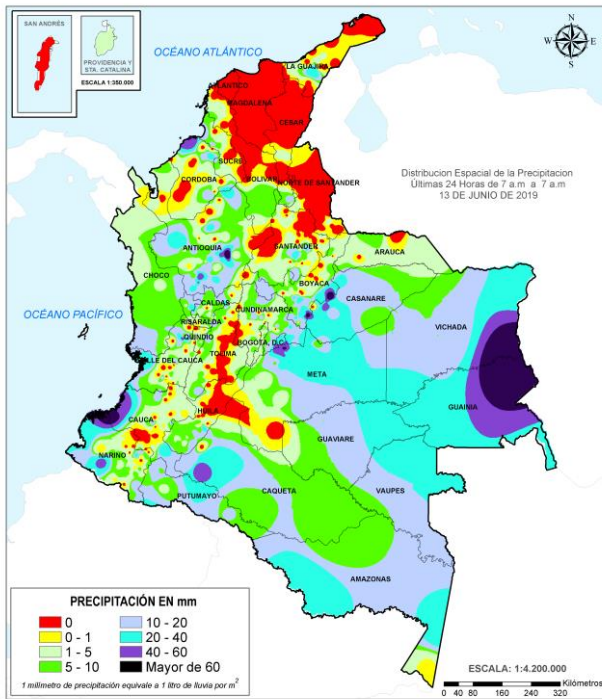 SAN ANDRÉS
PROVIDENCIA Y
STA. CATALINA
ESCALA 1:350.000
OCÉANO ATLÁNTICO
N
W E
S
LA GUAJIRA
ATLANTICO
MAGDALENA
CESAR
Distribucion Espacial de la Precipitacion
Últimas 24 Horas de 7 a.m a 7 a.m
13 DE JUNIO DE 2019
SUCRE
CORDOBA
BOLIVAR
NORTE DE SANTANDER
ANTIOQUIA
SANTANDER
ARAUCA
CHOCO
BOYACA
CASANARE
OCÉANO PACÍFICO
CALDAS
RISARALDA
CUNDINAMARCA
VICHADA
QUINDIO
BOGOTA, D.C.
TOLIMA
VALLE DEL CAUCA
META
GUAINIA
HUILA
CAUCA
GUAVIARE
NARIÑO
PUTUMAYO
CAQUETA
VAUPES
AMAZONAS
PRECIPITACIÓN EN mm
0
0 - 1
1 - 5
5 - 10
10 - 20
20 - 40
40 - 60
Mayor de 60
1 milímetro de precipitación equivale a 1 litro de lluvia por m2
ESCALA: 1:4.200.000
0 40 80 160 240 320 Kilómetros